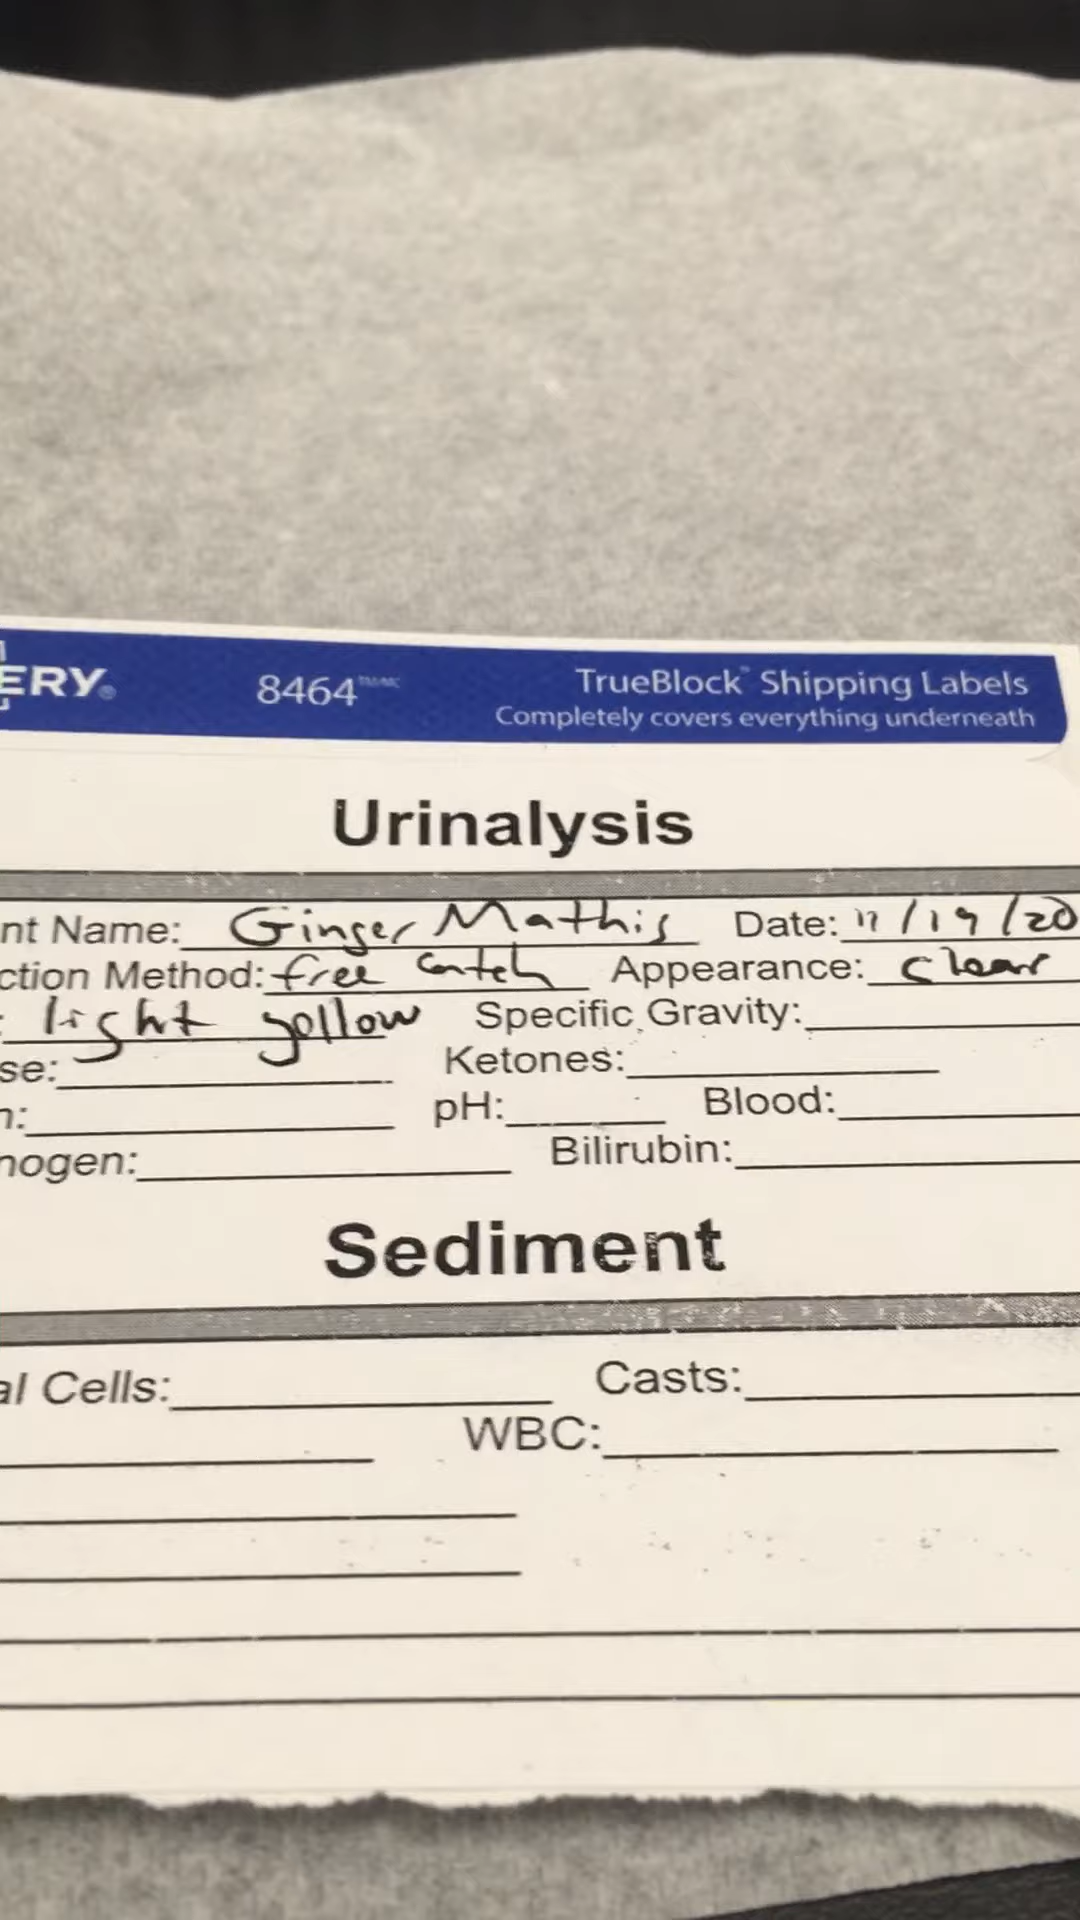 ERY® 8464 TrueBlock™ Shipping Labels
Completely covers everything underneath
Urinalysis
nt Name: Ginger Mathis Date: 11/19/20
ction Method: free catch Appearance: clear
: light yellow Specific Gravity:
se: Ketones:
n: pH: Blood:
nogen: Bilirubin:
Sediment
al Cells: Casts:
WBC: